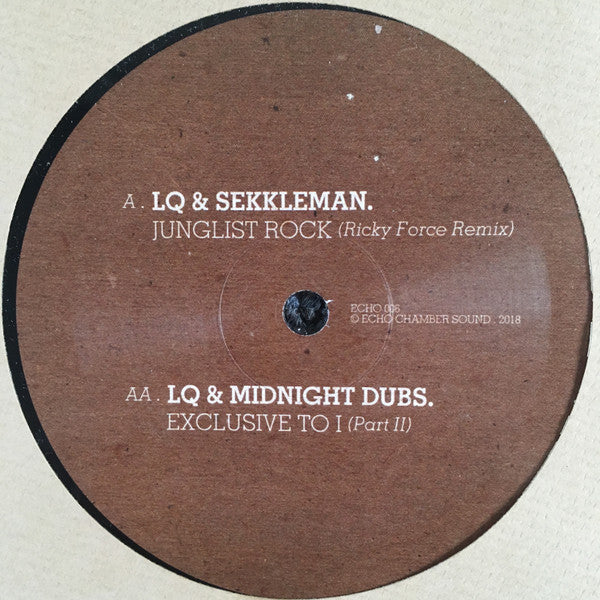 A . LQ & SEKKLEMAN.
JUNGLIST ROCK (Ricky Force Remix)
ECHO 006
© ECHO CHAMBER SOUND . 2018
AA . LQ & MIDNIGHT DUBS.
EXCLUSIVE TO I (Part II)